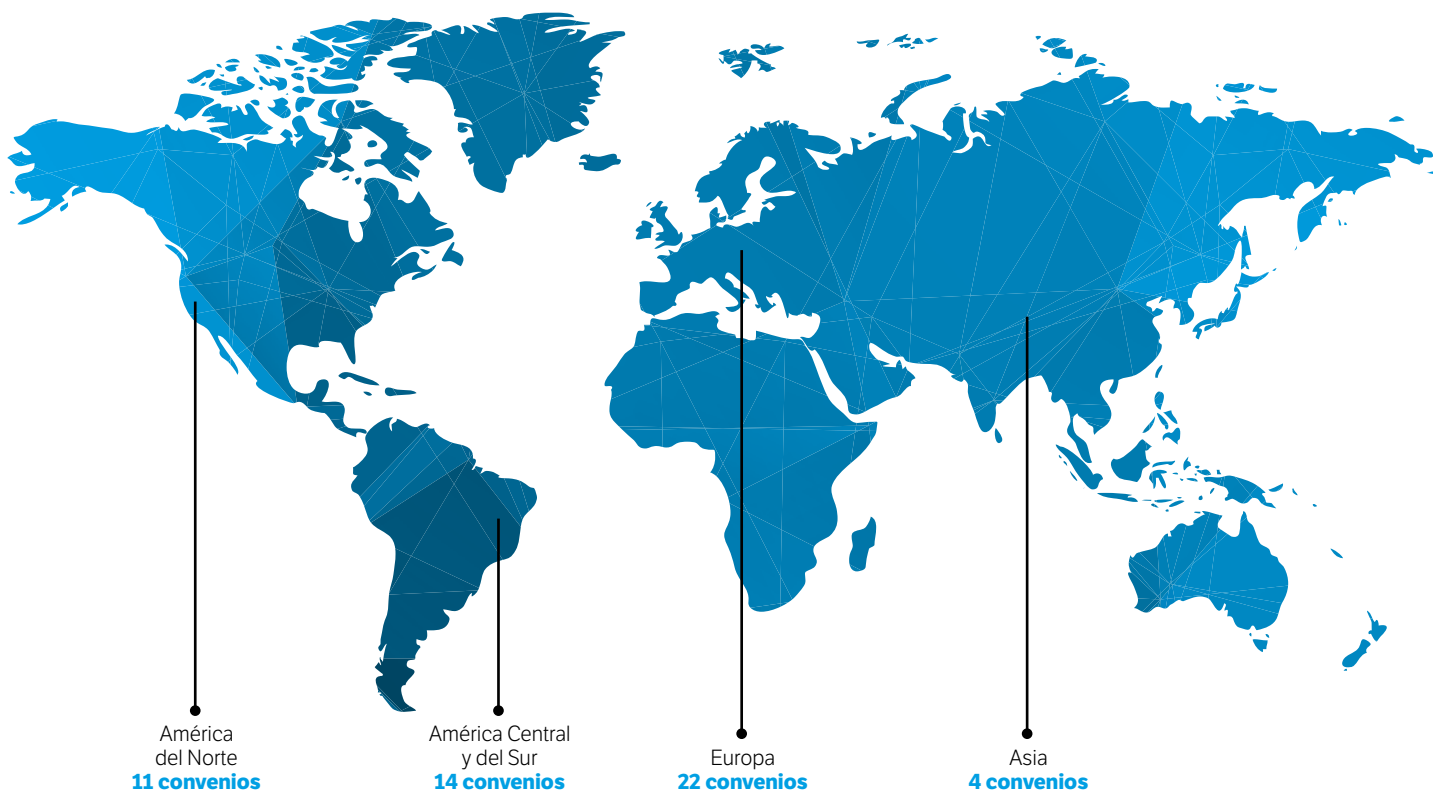 América
del Norte
11 convenios
América Central
y del Sur
14 convenios
Europa
22 convenios
Asia
4 convenios